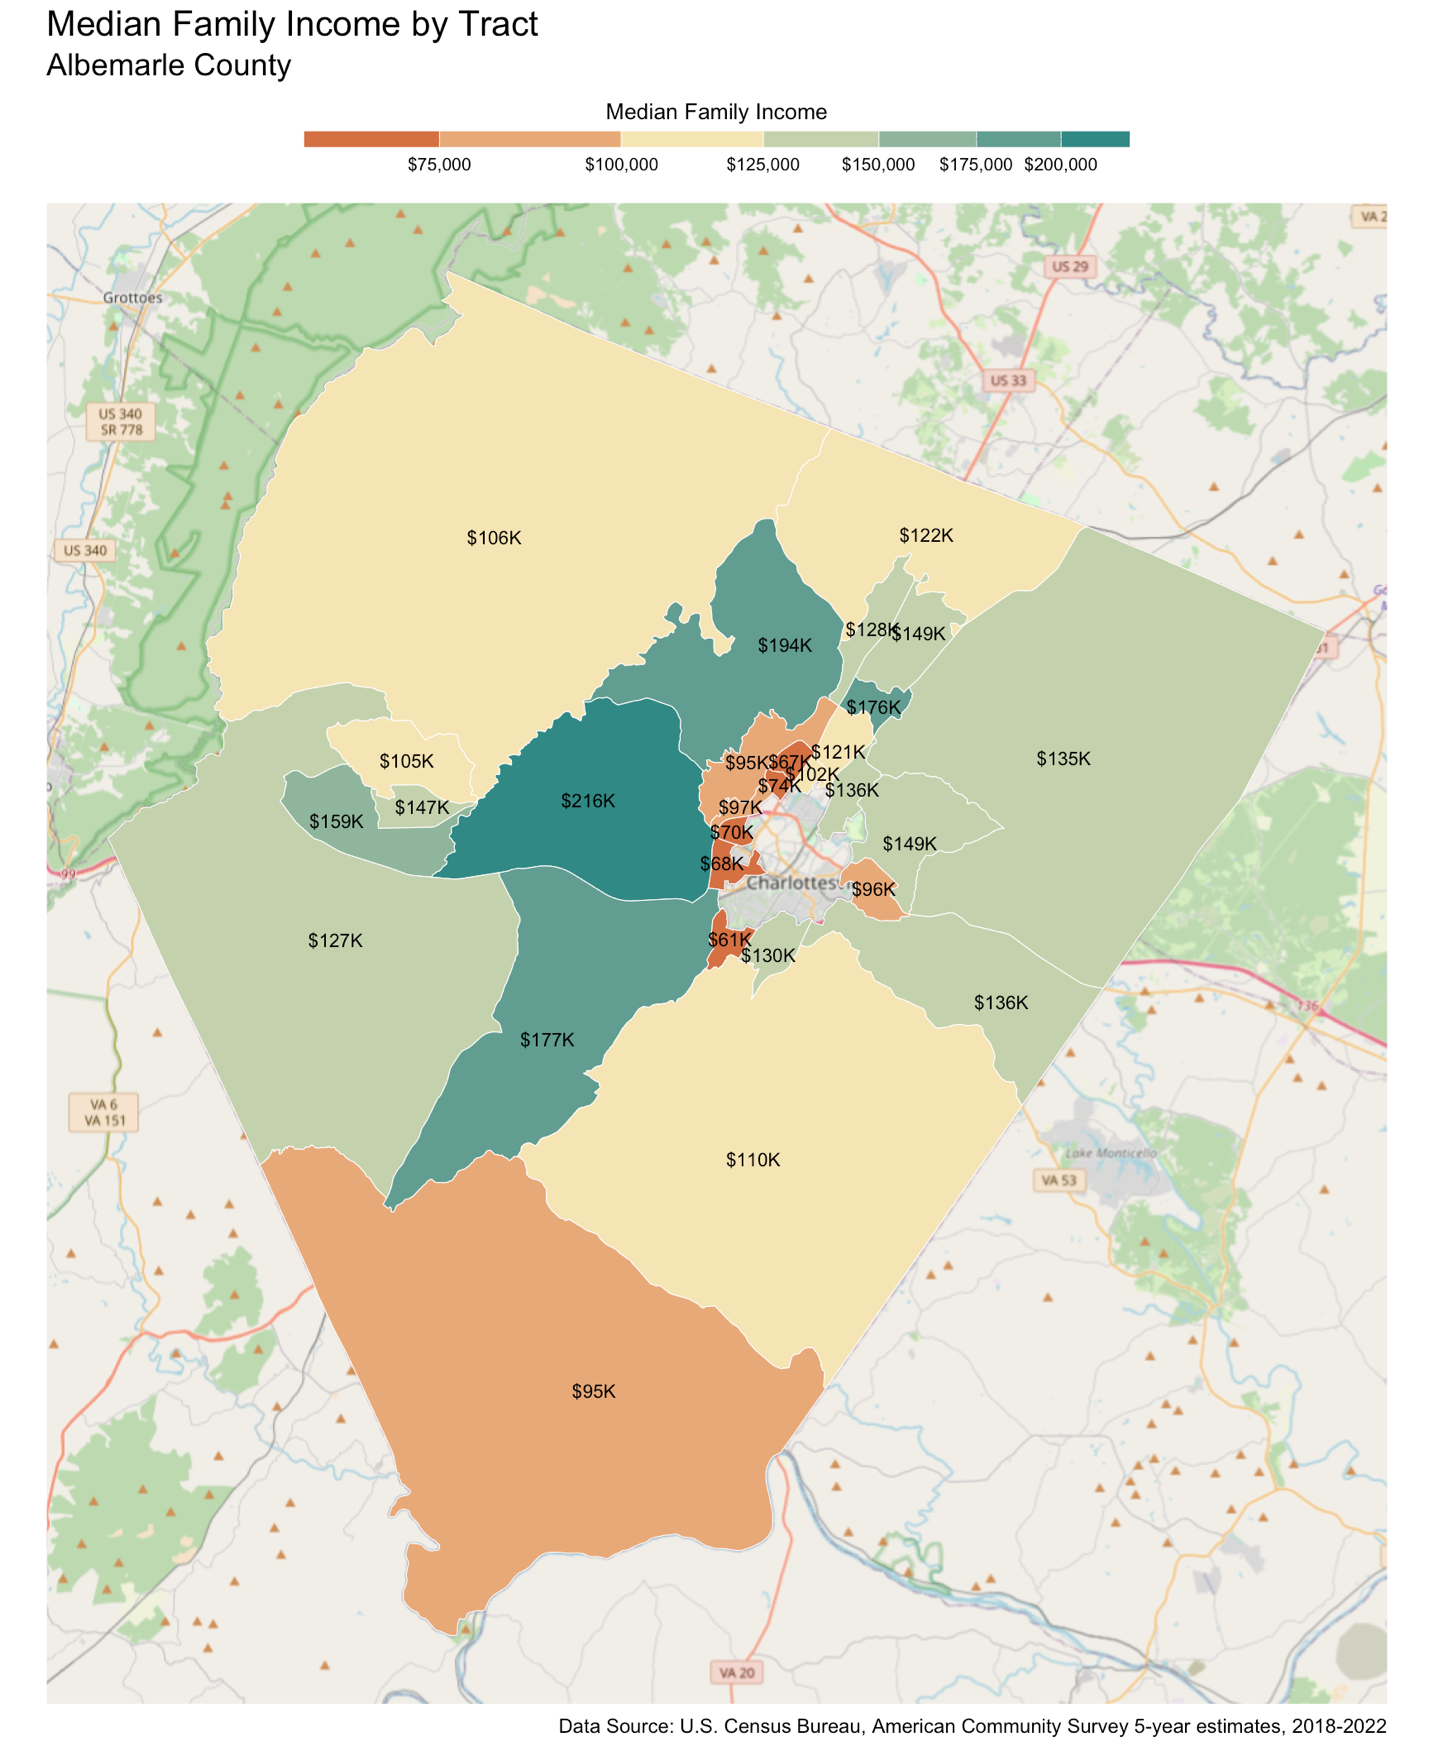 Median Family Income by Tract
Albemarle County
Median Family Income
$75,000
$100,000
$125,000
$150,000
$175,000
$200,000
VA 2
US 29
Grottoes
US 33
US 340
SR 778
$106K
$122K
US 340
$128K
$149K
$194K
$176K
$121K
$135K
$105K
$95K
$67K
$102K
$74K
$136K
$147K
$216K
$97K
$159K
$70K
$149K
$68K
99
$96K
$127K
$61K
$130K
$136K
136
$177K
VA 6
VA 151
Lake Monticello
$110K
VA 53
$95K
VA 20
Data Source: U.S. Census Bureau, American Community Survey 5-year estimates, 2018-2022